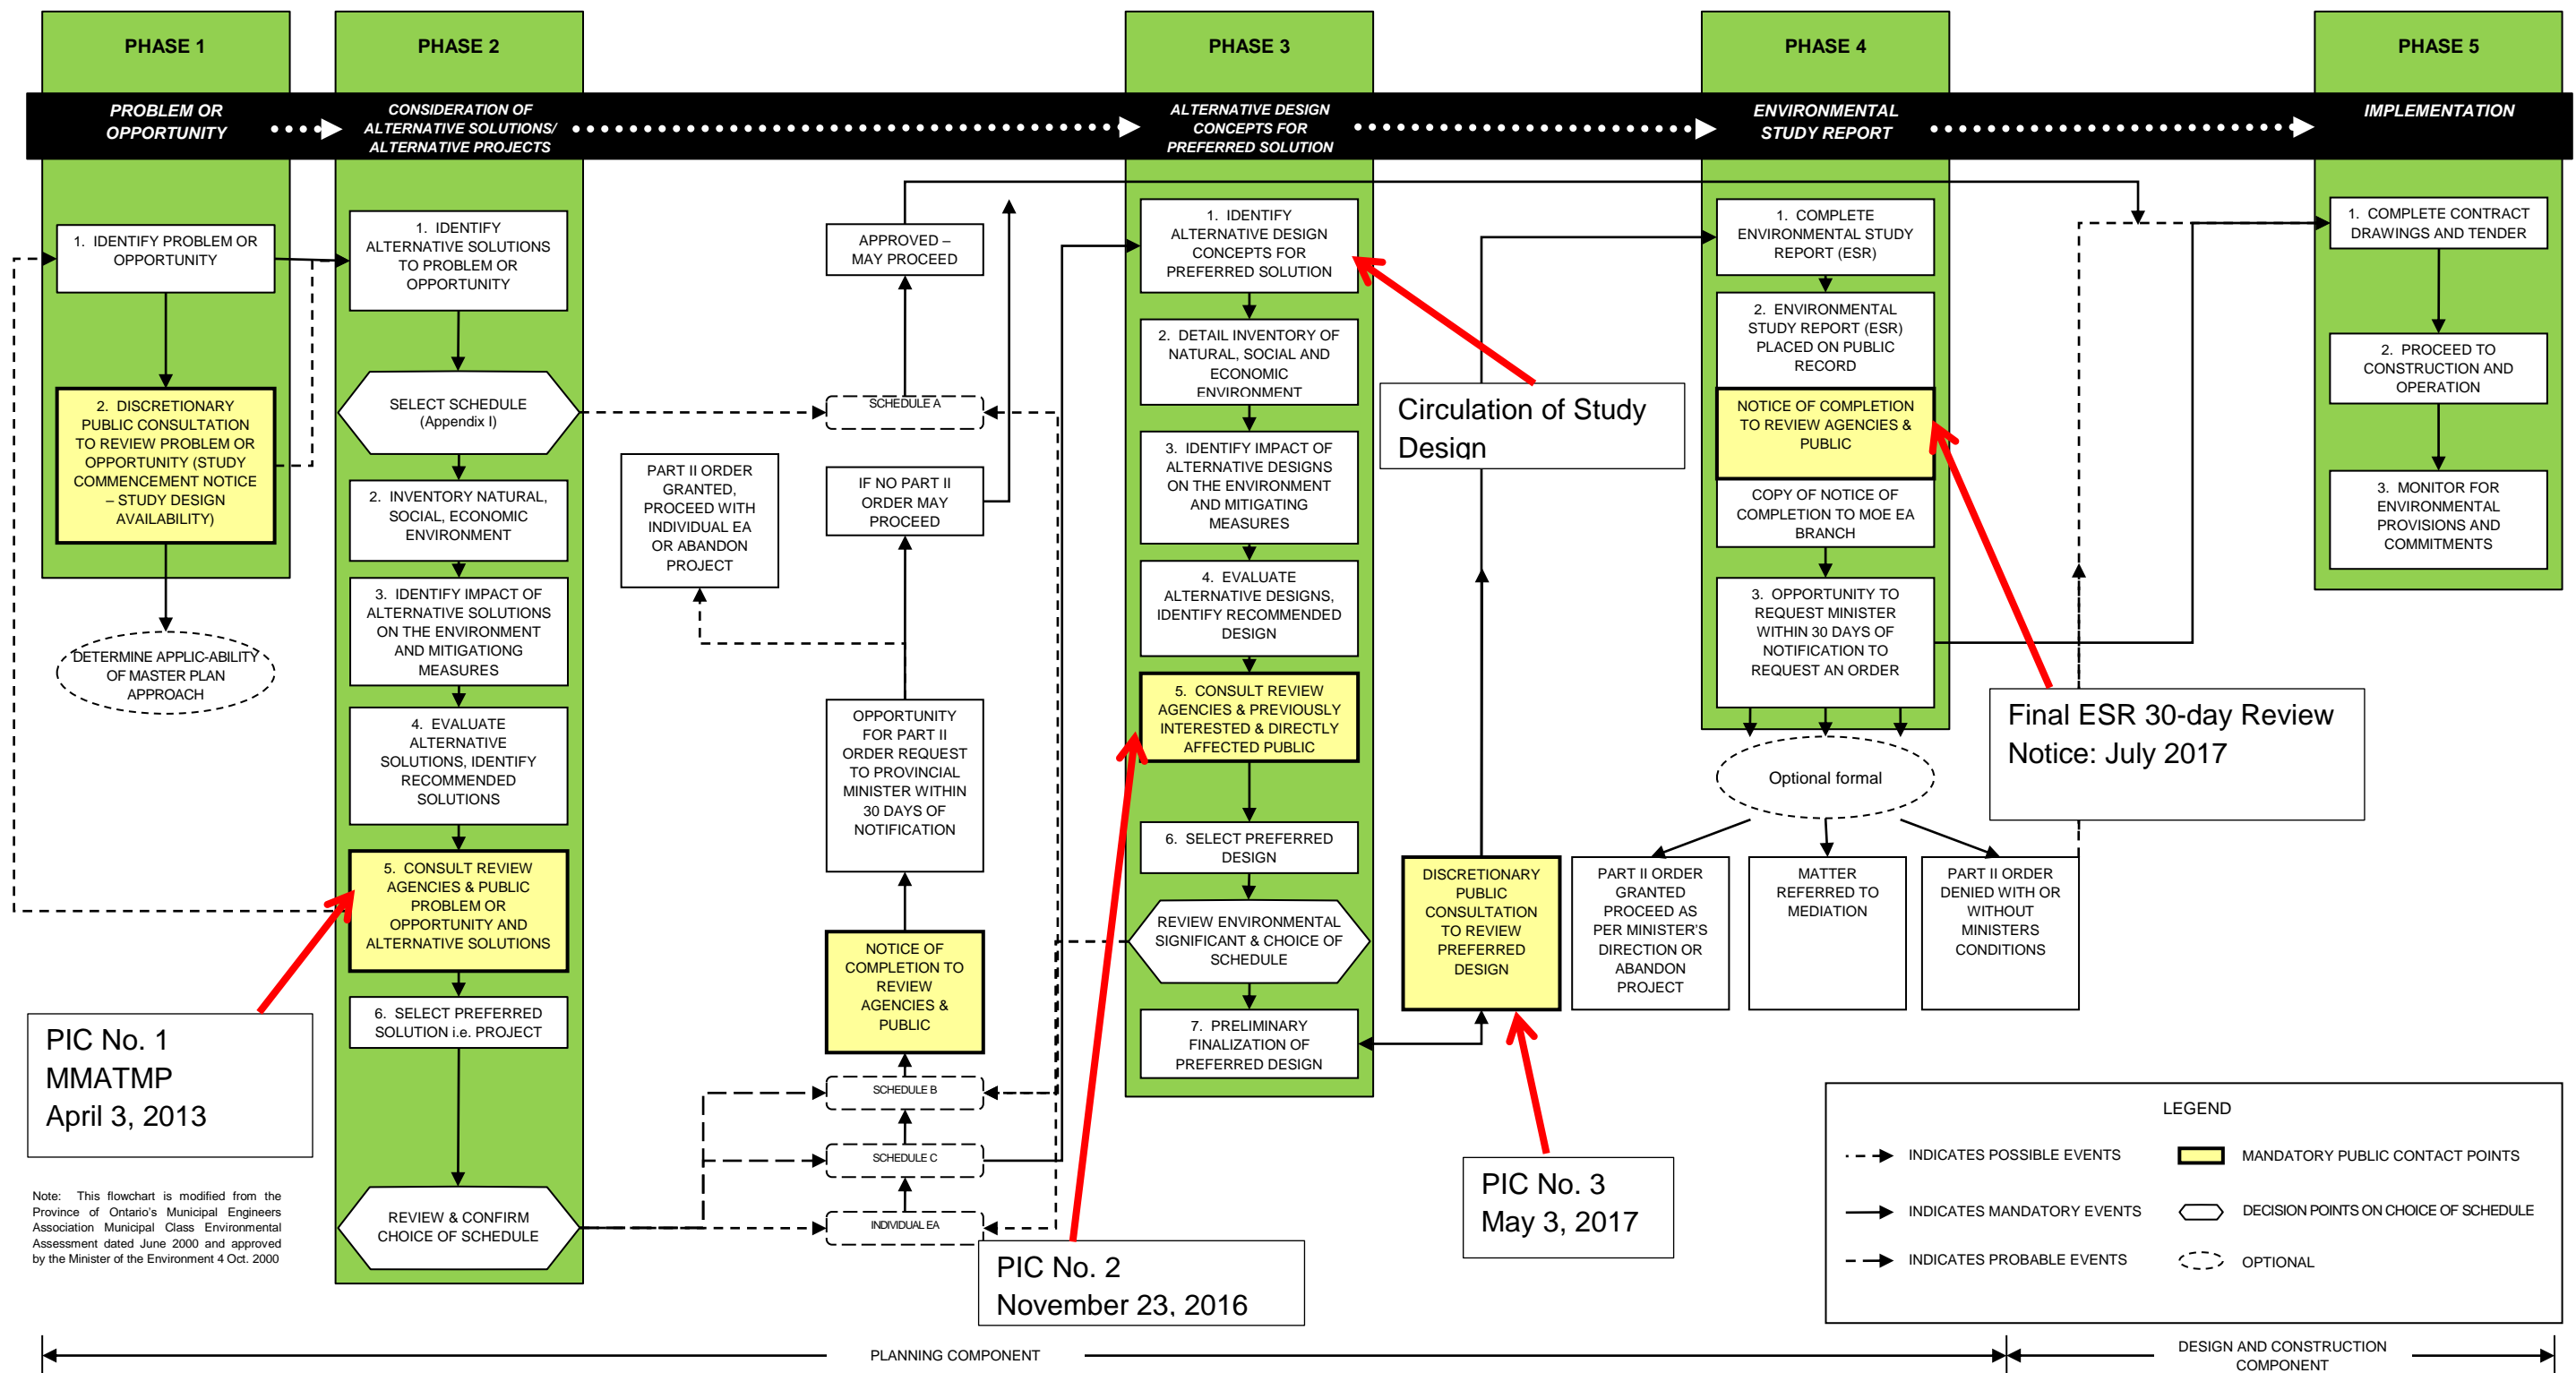 PHASE 1
PROBLEM OR
OPPORTUNITY
1. IDENTIFY PROBLEM OR
OPPORTUNITY
2. DISCRETIONARY
PUBLIC CONSULTATION
TO REVIEW PROBLEM OR
OPPORTUNITY (STUDY
COMMENCEMENT NOTICE
– STUDY DESIGN
AVAILABILITY)
DETERMINE APPLIC-ABILITY
OF MASTER PLAN
APPROACH
PHASE 2
CONSIDERATION OF
ALTERNATIVE SOLUTIONS/
ALTERNATIVE PROJECTS
1. IDENTIFY
ALTERNATIVE SOLUTIONS
TO PROBLEM OR
OPPORTUNITY
SELECT SCHEDULE
(Appendix I)
2. INVENTORY NATURAL,
SOCIAL, ECONOMIC
ENVIRONMENT
3. IDENTIFY IMPACT OF
ALTERNATIVE SOLUTIONS
ON THE ENVIRONMENT
AND MITIGATIONG
MEASURES
4. EVALUATE
ALTERNATIVE
SOLUTIONS, IDENTIFY
RECOMMENDED
SOLUTIONS
5. CONSULT REVIEW
AGENCIES & PUBLIC
PROBLEM OR
OPPORTUNITY AND
ALTERNATIVE SOLUTIONS
6. SELECT PREFERRED
SOLUTION i.e. PROJECT
REVIEW & CONFIRM
CHOICE OF SCHEDULE
PIC No. 1
MMATMP
April 3, 2013
Note: This flowchart is modified from the
Province of Ontario's Municipal Engineers
Association Municipal Class Environmental
Assessment dated June 2000 and approved
by the Minister of the Environment 4 Oct. 2000
APPROVED –
MAY PROCEED
SCHEDULE A
PART II ORDER
GRANTED,
PROCEED WITH
INDIVIDUAL EA
OR ABANDON
PROJECT
IF NO PART II
ORDER MAY
PROCEED
OPPORTUNITY
FOR PART II
ORDER REQUEST
TO PROVINCIAL
MINISTER WITHIN
30 DAYS OF
NOTIFICATION
NOTICE OF
COMPLETION TO
REVIEW
AGENCIES &
PUBLIC
SCHEDULE B
SCHEDULE C
INDIVIDUAL EA
PHASE 3
ALTERNATIVE DESIGN
CONCEPTS FOR
PREFERRED SOLUTION
1. IDENTIFY
ALTERNATIVE DESIGN
CONCEPTS FOR
PREFERRED SOLUTION
2. DETAIL INVENTORY OF
NATURAL, SOCIAL AND
ECONOMIC
ENVIRONMENT
3. IDENTIFY IMPACT OF
ALTERNATIVE DESIGNS
ON THE ENVIRONMENT
AND MITIGATING
MEASURES
4. EVALUATE
ALTERNATIVE DESIGNS,
IDENTIFY RECOMMENDED
DESIGN
5. CONSULT REVIEW
AGENCIES & PREVIOUSLY
INTERESTED & DIRECTLY
AFFECTED PUBLIC
6. SELECT PREFERRED
DESIGN
REVIEW ENVIRONMENTAL
SIGNIFICANT & CHOICE OF
SCHEDULE
7. PRELIMINARY
FINALIZATION OF
PREFERRED DESIGN
PIC No. 2
November 23, 2016
Circulation of Study
Design
DISCRETIONARY
PUBLIC
CONSULTATION
TO REVIEW
PREFERRED
DESIGN
PIC No. 3
May 3, 2017
PHASE 4
ENVIRONMENTAL
STUDY REPORT
1. COMPLETE
ENVIRONMENTAL STUDY
REPORT (ESR)
2. ENVIRONMENTAL
STUDY REPORT (ESR)
PLACED ON PUBLIC
RECORD
NOTICE OF COMPLETION
TO REVIEW AGENCIES &
PUBLIC
COPY OF NOTICE OF
COMPLETION TO MOE EA
BRANCH
3. OPPORTUNITY TO
REQUEST MINISTER
WITHIN 30 DAYS OF
NOTIFICATION TO
REQUEST AN ORDER
Optional formal
PART II ORDER
GRANTED
PROCEED AS
PER MINISTER'S
DIRECTION OR
ABANDON
PROJECT
MATTER
REFERRED TO
MEDIATION
PART II ORDER
DENIED WITH OR
WITHOUT
MINISTERS
CONDITIONS
Final ESR 30-day Review
Notice: July 2017
PHASE 5
IMPLEMENTATION
1. COMPLETE CONTRACT
DRAWINGS AND TENDER
2. PROCEED TO
CONSTRUCTION AND
OPERATION
3. MONITOR FOR
ENVIRONMENTAL
PROVISIONS AND
COMMITMENTS
LEGEND
INDICATES POSSIBLE EVENTS
MANDATORY PUBLIC CONTACT POINTS
INDICATES MANDATORY EVENTS
DECISION POINTS ON CHOICE OF SCHEDULE
INDICATES PROBABLE EVENTS
OPTIONAL
PLANNING COMPONENT
DESIGN AND CONSTRUCTION
COMPONENT